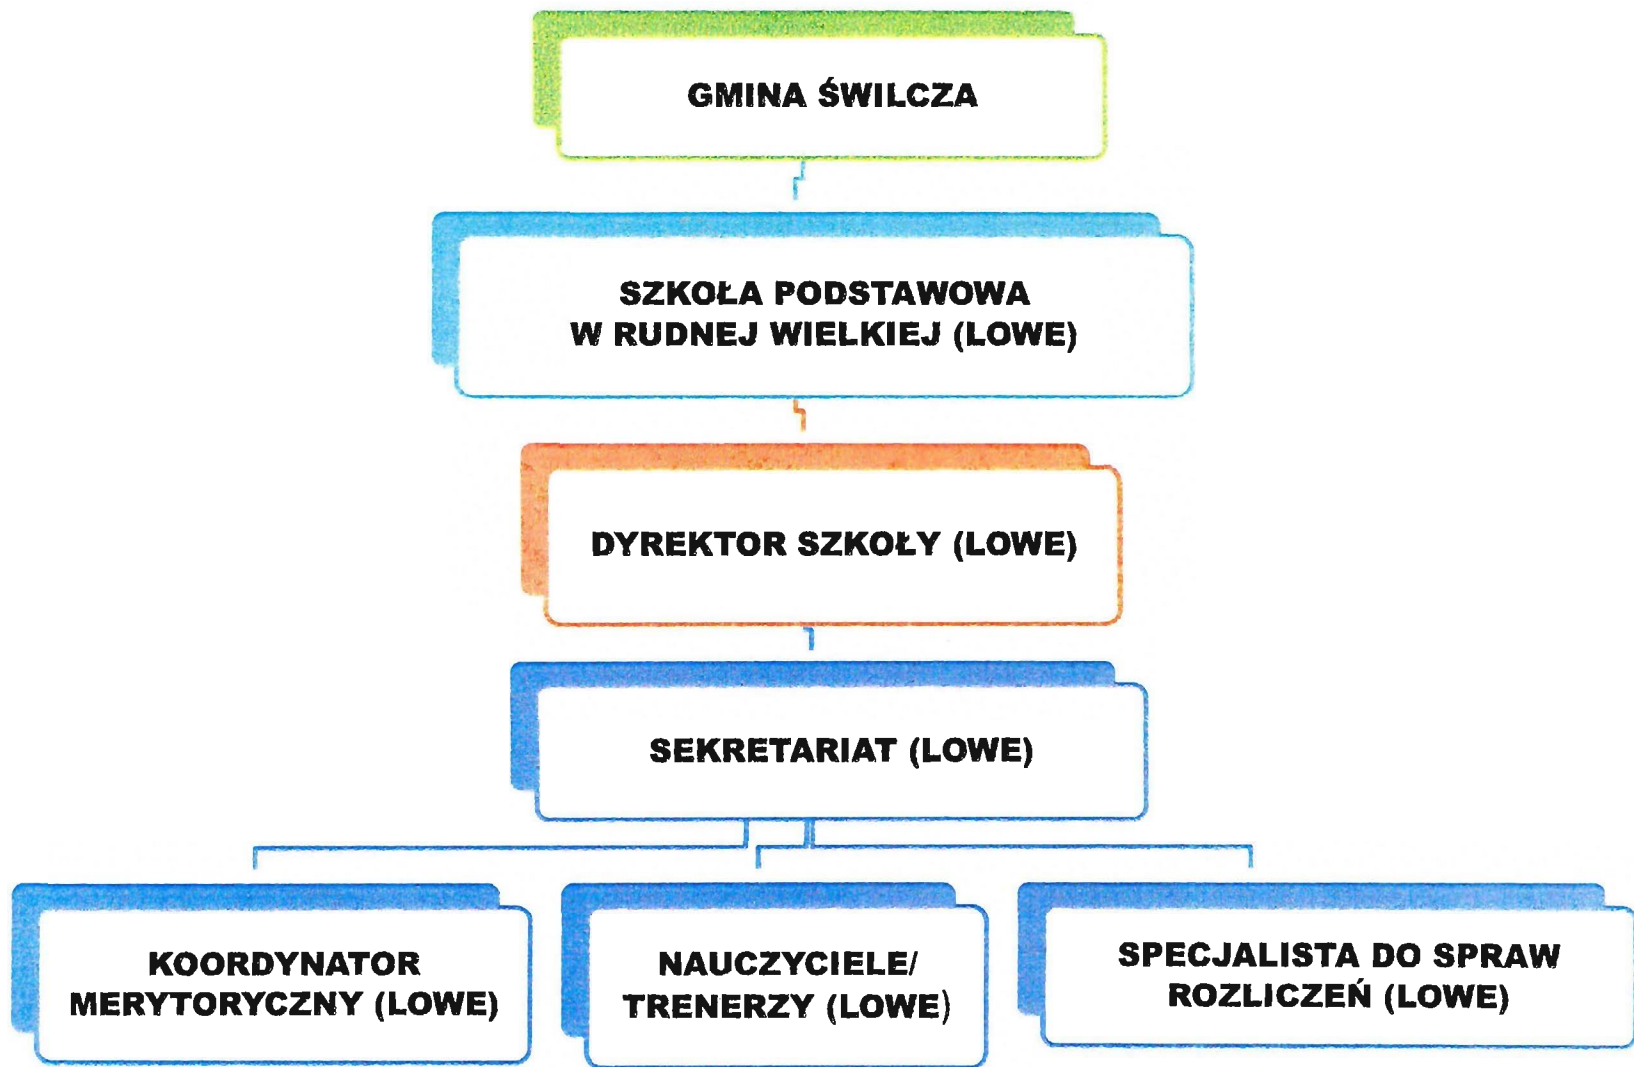 GMINA ŚWILCZA
SZKOŁA PODSTAWOWA
W RUDNEJ WIELKIEJ (LOWE)
DYREKTOR SZKOŁY (LOWE)
SEKRETARIAT (LOWE)
KOORDYNATOR
MERYTORYCZNY (LOWE)
NAUCZYCIELE/
TRENERZY (LOWE)
SPECJALISTA DO SPRAW
ROZLICZEŃ (LOWE)